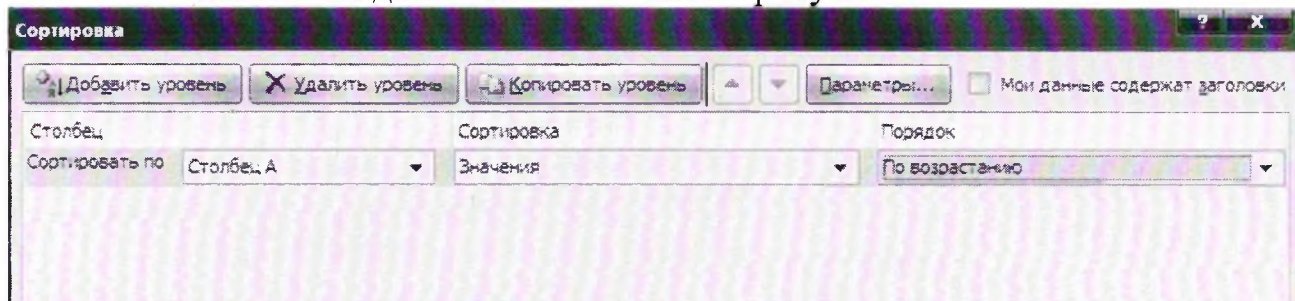 Сортировка
? X
Добавить уровень Удалить уровень Копировать уровень Параметры... Мои данные содержат заголовки
Столбец Сортировка Порядок
Сортировать по Столбец A Значения По возрастанию